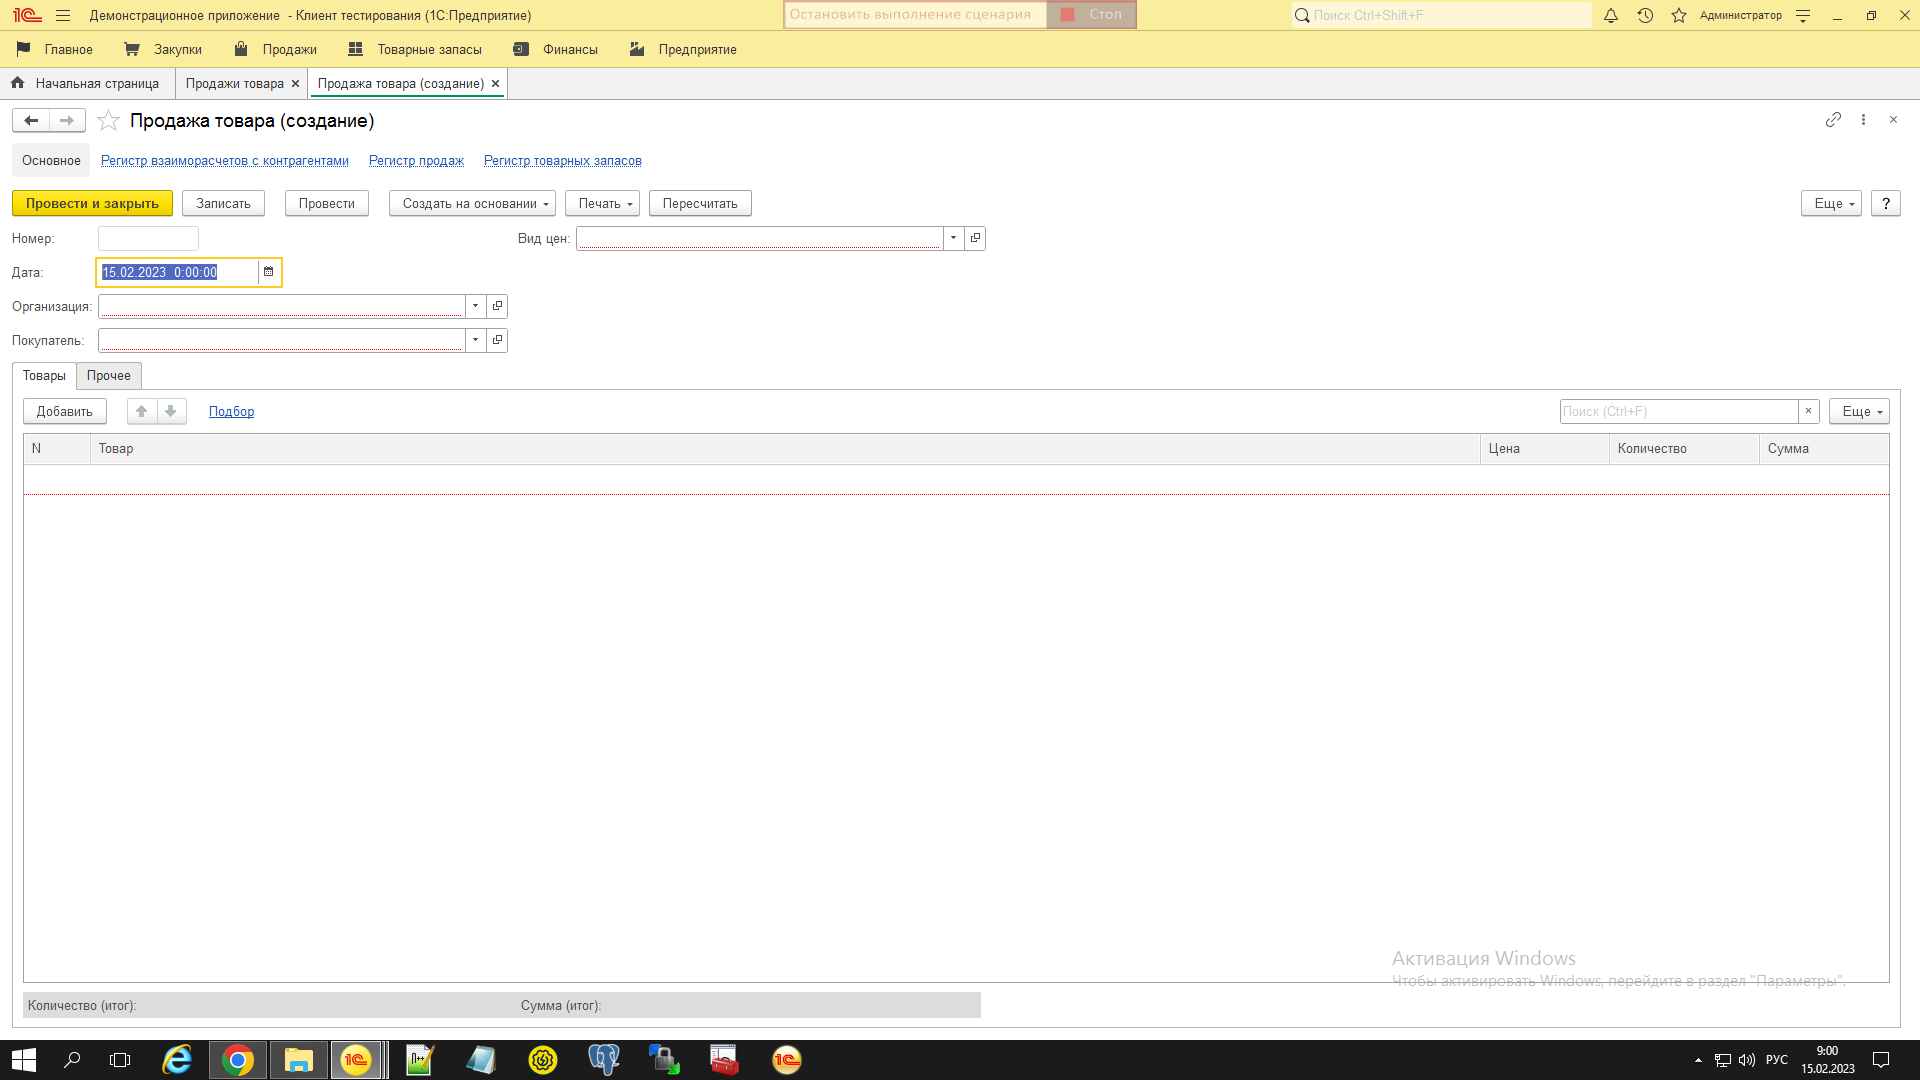 Демонстрационное приложение - Клиент тестирования (1С:Предприятие)
Остановить выполнение сценария Стоп
Поиск Ctrl+Shift+F
Администратор
Главное Закупки Продажи Товарные запасы Финансы Предприятие
Начальная страница Продажи товара Продажа товара (создание)
Продажа товара (создание)
Основное Регистр взаиморасчетов с контрагентами Регистр продаж Регистр товарных запасов
Провести и закрыть Записать Провести Создать на основании Печать Пересчитать Еще ?
Номер: Вид цен:
Дата: 15.02.2023 0:00:00
Организация:
Покупатель:
Товары Прочее
Добавить Подбор Поиск (Ctrl+F) Еще
N Товар Цена Количество Сумма
Активация Windows
Чтобы активировать Windows, перейдите в раздел "Параметры".
Количество (итог): Сумма (итог):
РУС
9:00
15.02.2023